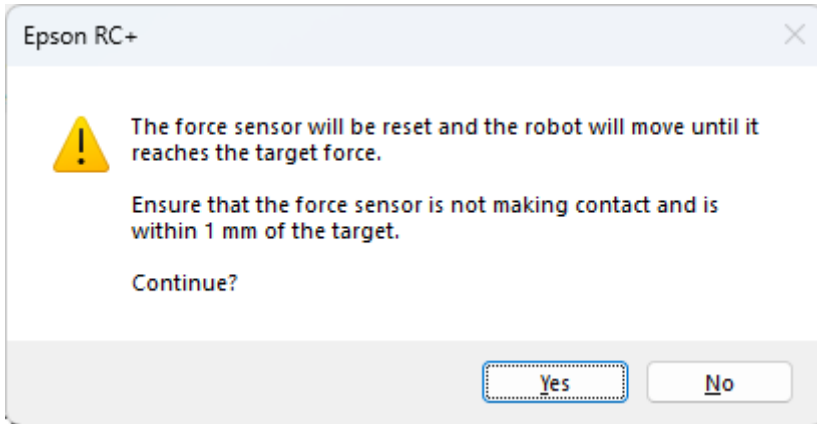 Epson RC+
The force sensor will be reset and the robot will move until it
reaches the target force.
Ensure that the force sensor is not making contact and is
within 1 mm of the target.
Continue?
Yes
No